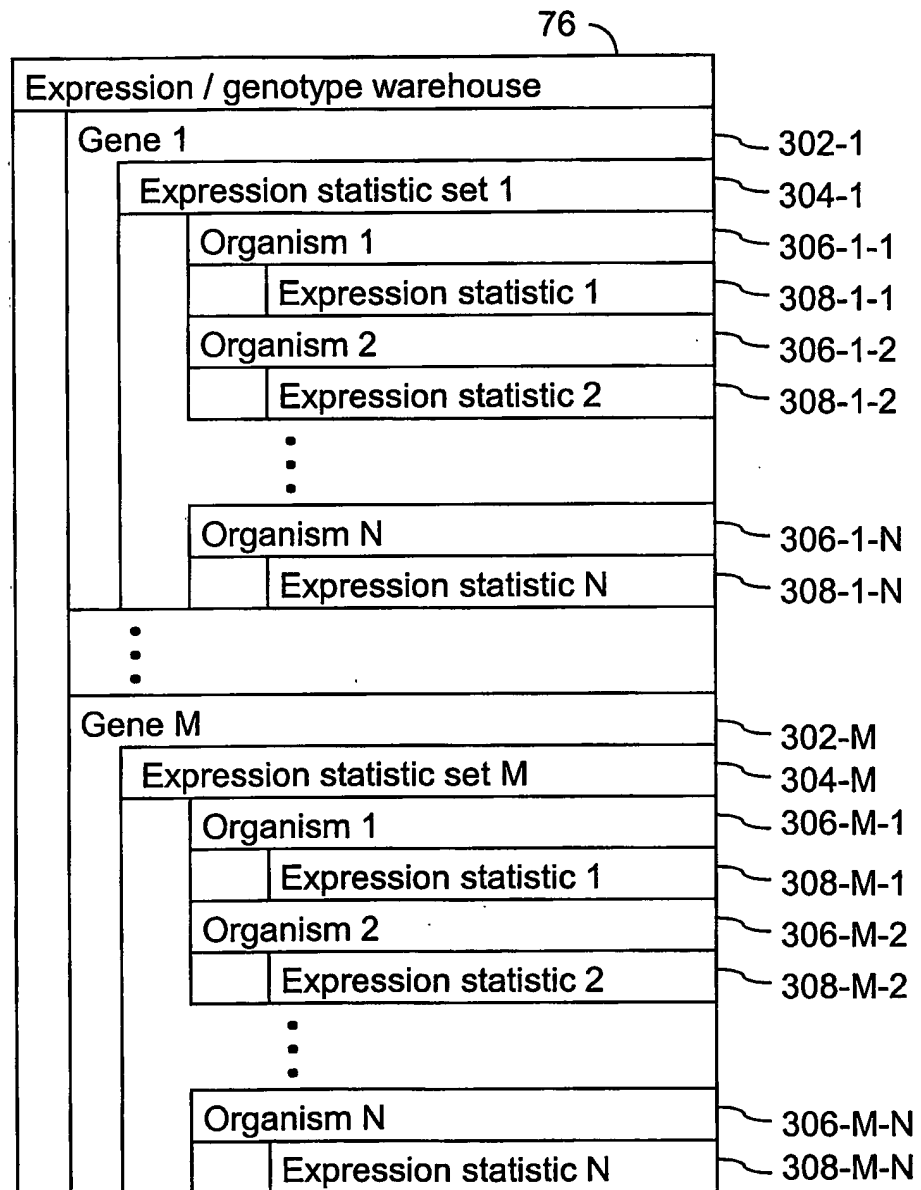 76
Expression / genotype warehouse
Gene 1 302-1
Expression statistic set 1 304-1
Organism 1 306-1-1
Expression statistic 1 308-1-1
Organism 2 306-1-2
Expression statistic 2 308-1-2
Organism N 306-1-N
Expression statistic N 308-1-N
Gene M 302-M
Expression statistic set M 304-M
Organism 1 306-M-1
Expression statistic 1 308-M-1
Organism 2 306-M-2
Expression statistic 2 308-M-2
Organism N 306-M-N
Expression statistic N 308-M-N